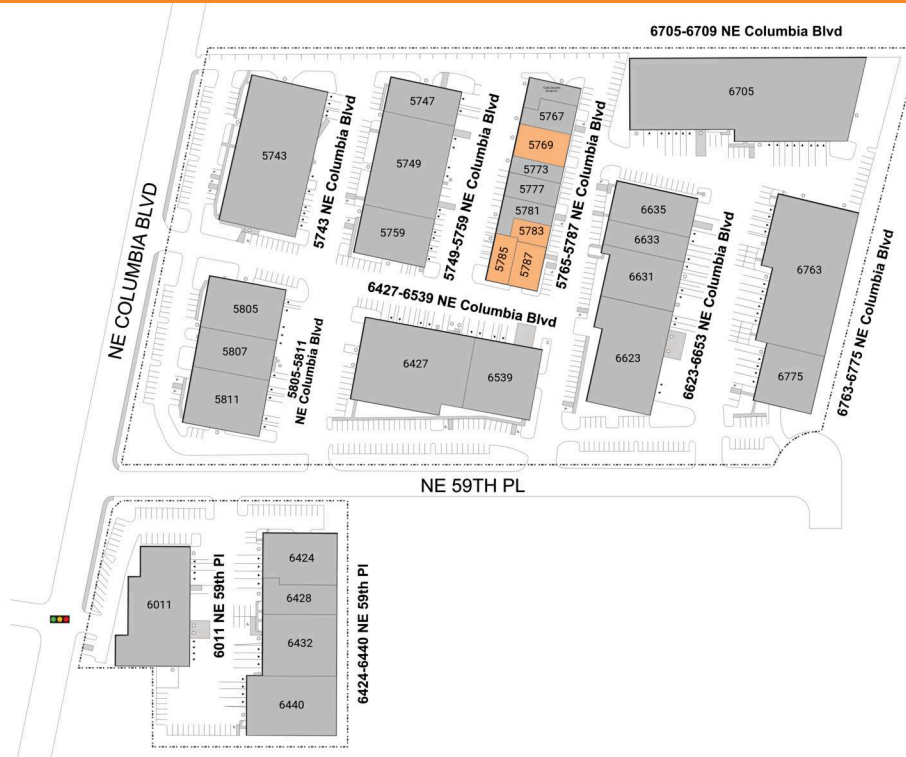 6705-6709 NE Columbia Blvd
6705
5743
5743 NE Columbia Blvd
5747
5749
5759
5749-5759 NE Columbia Blvd
5767
5769
5773
5777
5781
5783
5785
5787
5765-5787 NE Columbia Blvd
6635
6633
6631
6623
6623-6653 NE Columbia Blvd
6763
6775
6763-6775 NE Columbia Blvd
NE COLUMBIA BLVD
5805
5807
5811
5805-5811
NE Columbia Blvd
6427-6539 NE Columbia Blvd
6427
6539
NE 59TH PL
6011
6011 NE 59th Pl
6424
6428
6432
6440
6424-6440 NE 59th Pl